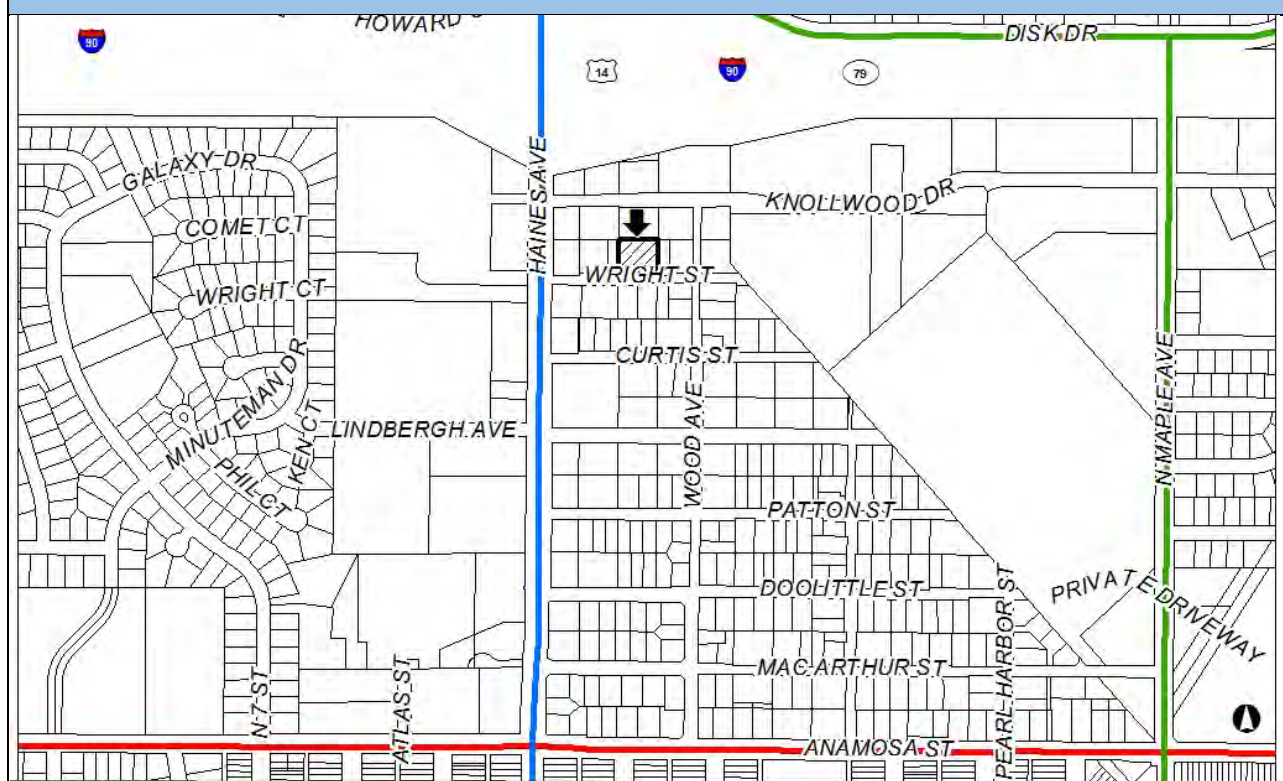 HOWARD
DISK DR
90
14
90
79
GALAXY DR
HAINES AVE
KNOLLWOOD DR
COMET CT
WRIGHT ST
WRIGHT CT
CURTIS ST
MINUTEMAN DR
KEN CT
LINDBERGH AVE
WOOD AVE
N MAPLE AVE
PHIL CT
PATTON ST
DOOLITTLE ST
PEARL HARBOR ST
PRIVATE DRIVEWAY
MAC ARTHUR ST
N 7 ST
ATLAS ST
ANAMOSA ST